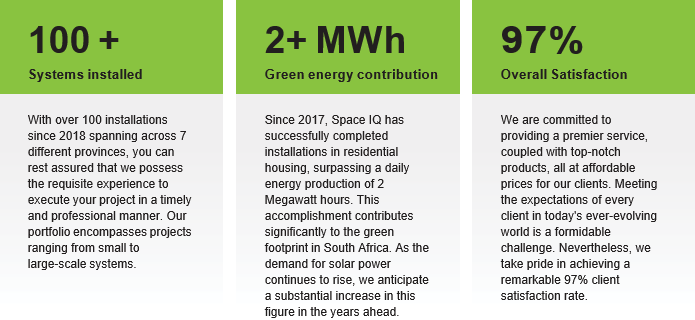 100 +
Systems installed
With over 100 installations
since 2018 spanning across 7
different provinces, you can
rest assured that we possess
the requisite experience to
execute your project in a timely
and professional manner. Our
portfolio encompasses projects
ranging from small to
large-scale systems.
2+ MWh
Green energy contribution
Since 2017, Space IQ has
successfully completed
installations in residential
housing, surpassing a daily
energy production of 2
Megawatt hours. This
accomplishment contributes
significantly to the green
footprint in South Africa. As the
demand for solar power
continues to rise, we anticipate
a substantial increase in this
figure in the years ahead.
97%
Overall Satisfaction
We are committed to
providing a premier service,
coupled with top-notch
products, all at affordable
prices for our clients. Meeting
the expectations of every
client in today's ever-evolving
world is a formidable
challenge. Nevertheless, we
take pride in achieving a
remarkable 97% client
satisfaction rate.